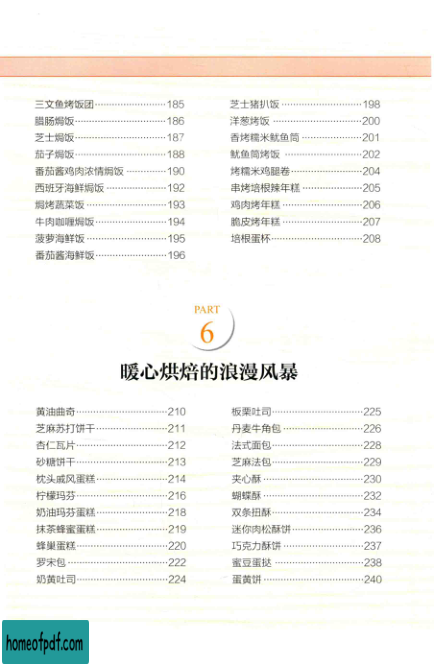 三文鱼烤饭团························185
腊肠焗饭·······························186
芝士焗饭·······························187
茄子焗饭·······························188
番茄酱鸡肉浓情焗饭·············190
西班牙海鲜焗饭····················192
焗烤蔬菜饭···························193
牛肉咖喱焗饭························194
菠萝海鲜饭···························195
番茄酱海鲜饭························196
芝士猪扒饭···························198
洋葱烤饭·······························200
香烤糯米鱿鱼筒····················201
鱿鱼筒烤饭···························202
烤糯米鸡腿卷························204
串烤培根辣年糕····················205
鸡肉烤年糕···························206
脆皮烤年糕···························207
培根蛋杯·······························208
PART
6
暖心烘焙的浪漫风暴
黄油曲奇·······························210
芝麻苏打饼干························211
杏仁瓦片·······························212
砂糖饼干·······························213
枕头戚风蛋糕························214
柠檬玛芬·······························216
奶油玛芬蛋糕························218
抹茶蜂蜜蛋糕························219
蜂巢蛋糕·······························220
罗宋包··································222
奶黄吐司·······························224
板栗吐司·······························225
丹麦牛角包···························226
法式面包·······························228
芝麻法包·······························229
夹心酥··································230
蝴蝶酥··································232
双条扭酥·······························234
迷你肉松酥饼························236
巧克力酥饼···························237
蜜豆蛋挞·······························238
蛋黄饼··································240
homeofpdf.com